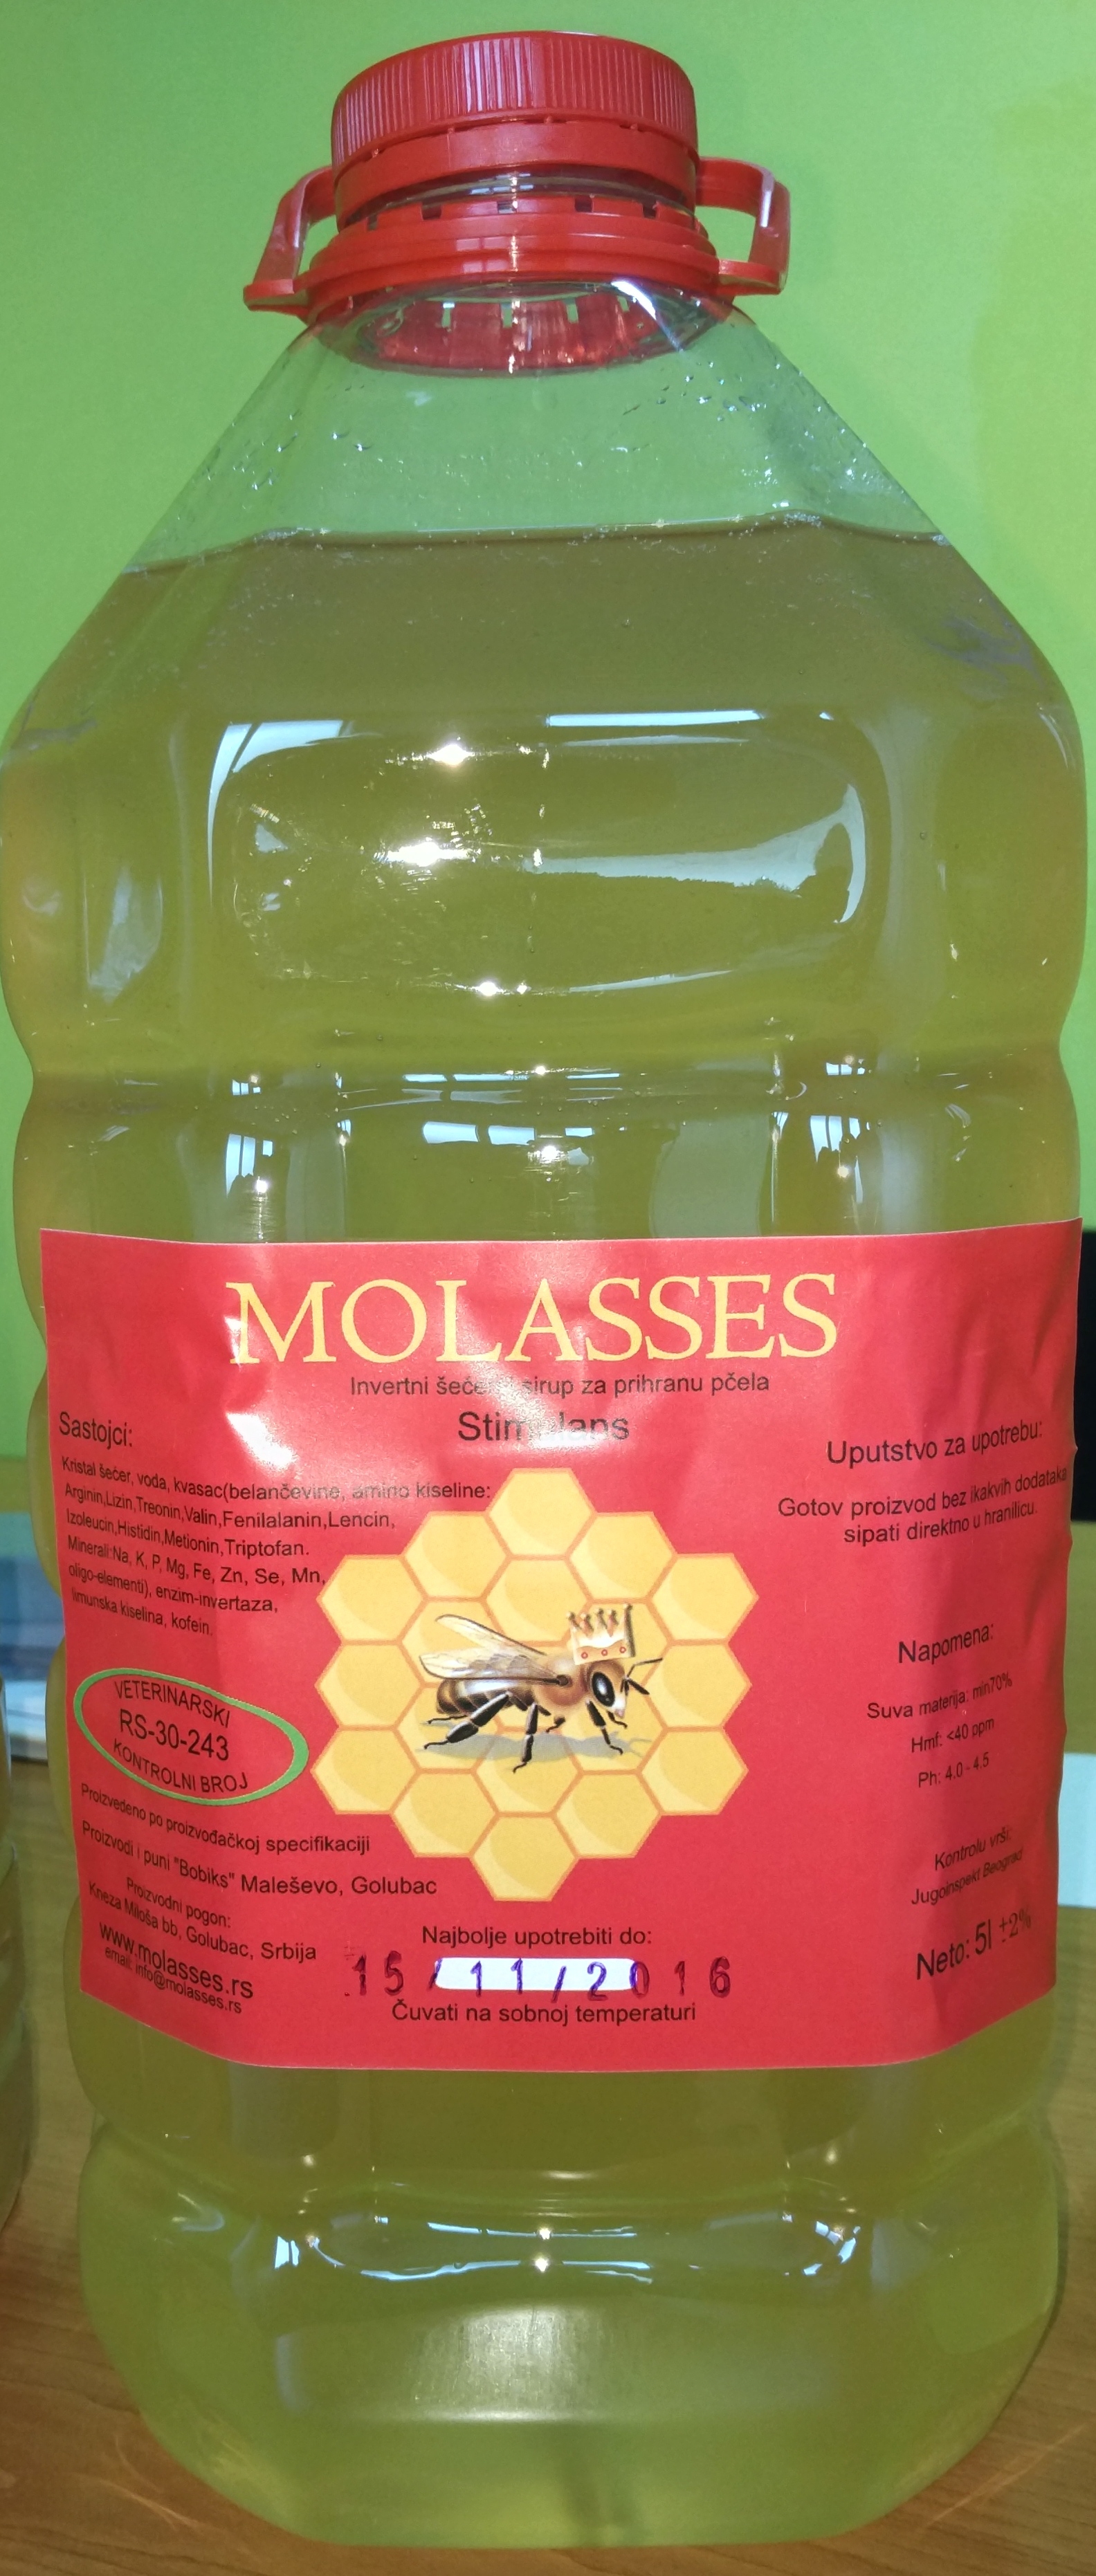 MOLASSES
Invertni šećerni sirup za prihranu pčela
Stimulans
Sastojci:
Kristal šećer, voda, kvasac(belančevine, amino kiseline:
Arginin,Lizin,Treonin,Valin,Fenilalanin,Lencin,
Izoleucin,Histidin,Metionin,Triptofan.
Minerali:Na, K, P, Mg, Fe, Zn, Se, Mn,
oligo-elementi), enzim-invertaza,
limunska kiselina, kofein.
VETERINARSKI
RS-30-243
KONTROLNI BROJ
Proizvedeno po proizvođačkoj specifikaciji
Proizvodi i puni "Bobiks" Maleševo, Golubac
Proizvodni pogon:
Kneza Miloša bb, Golubac, Srbija
www.molasses.rs
email: info@molasses.rs
Najbolje upotrebiti do:
15/11/2016
Čuvati na sobnoj temperaturi
Uputstvo za upotrebu:
Gotov proizvod bez ikakvih dodataka
sipati direktno u hranilicu.
Napomena:
Suva materija: min70%
Hmf: <40 ppm
Ph: 4.0 - 4.5
Kontrolu vrši:
Jugoinspekt Beograd
Neto: 5l ±2%